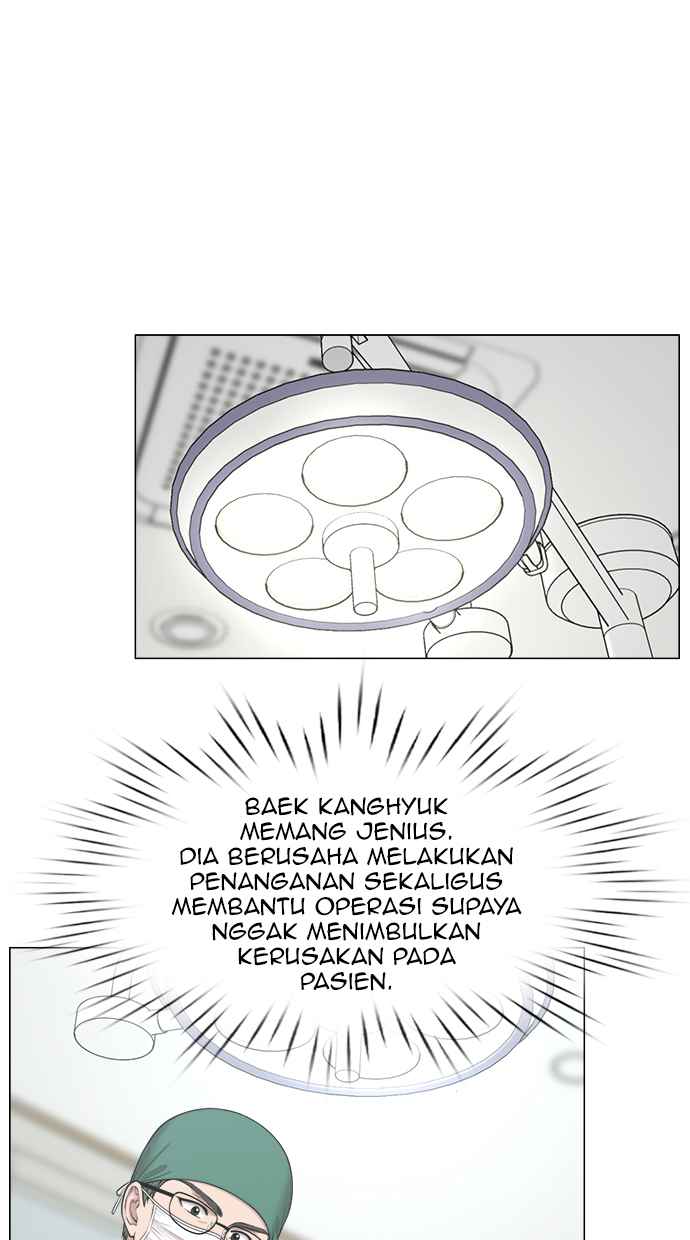 BAEK KANGHYUK
MEMANG JENIUS.
DIA BERUSAHA MELAKUKAN
PENANGANAN SEKALIGUS
MEMBANTU OPERASI SUPAYA
NGGAK MENIMBULKAN
KERUSAKAN PADA
PASIEN.